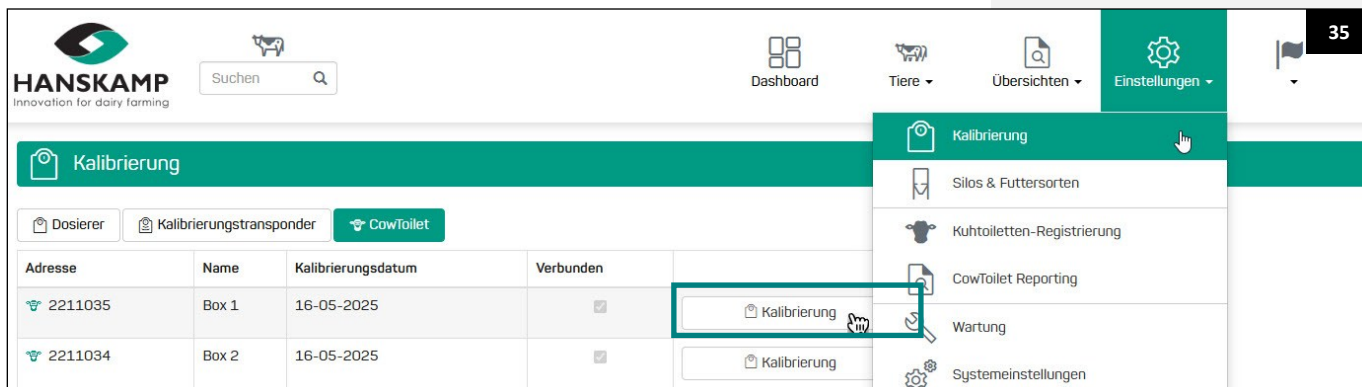 35
HANSKAMP
Innovation for dairy farming
Suchen
Dashboard
Tiere
Übersichten
Einstellungen
Kalibrierung
Kalibrierung
Silos & Futtersorten
Kuhtoiletten-Registrierung
CowToilet Reporting
Wartung
Systemeinstellungen
Dosierer Kalibrierungstransponder CowToilet
Adresse Name Kalibrierungsdatum Verbunden
2211035 Box 1 16-05-2025 Kalibrierung
2211034 Box 2 16-05-2025 Kalibrierung